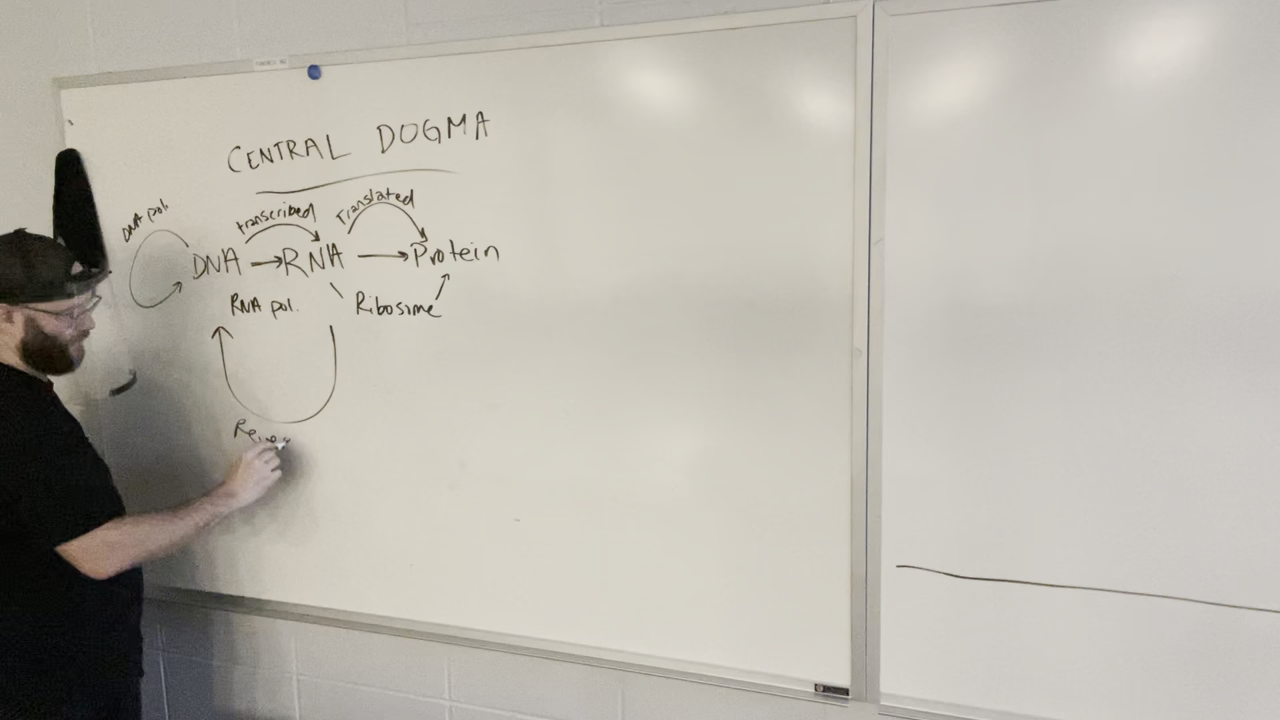 CENTRAL DOGMA
DNA pol.
transcribed
Translated
DNA → RNA → Protein
RNA pol.
Ribosome